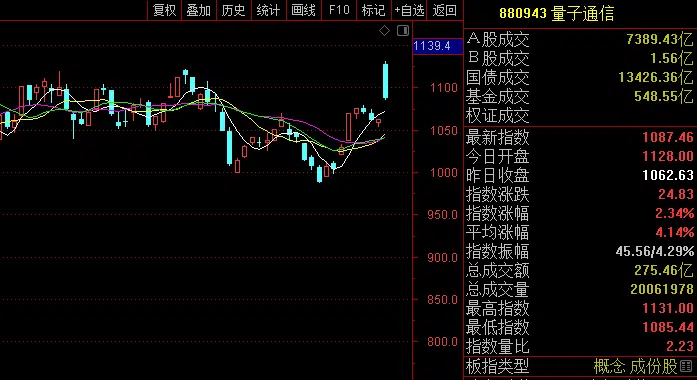 复权 叠加 历史 统计 画线 F10 标记 +自选 返回
880943 量子通信
1139.4
1100
1050
1000
950.0
900.0
850.0
800.0
A股成交 7389.43亿
B股成交 1.56亿
国债成交 13426.36亿
基金成交 548.55亿
权证成交
最新指数 1087.46
今日开盘 1128.00
昨日收盘 1062.63
指数涨跌 24.83
指数涨幅 2.34%
平均涨幅 4.14%
指数振幅 45.56/4.29%
总成交额 275.46亿
总成交量 20061978
最高指数 1131.00
最低指数 1085.44
指数量比 2.23
板指类型 概念 成份股